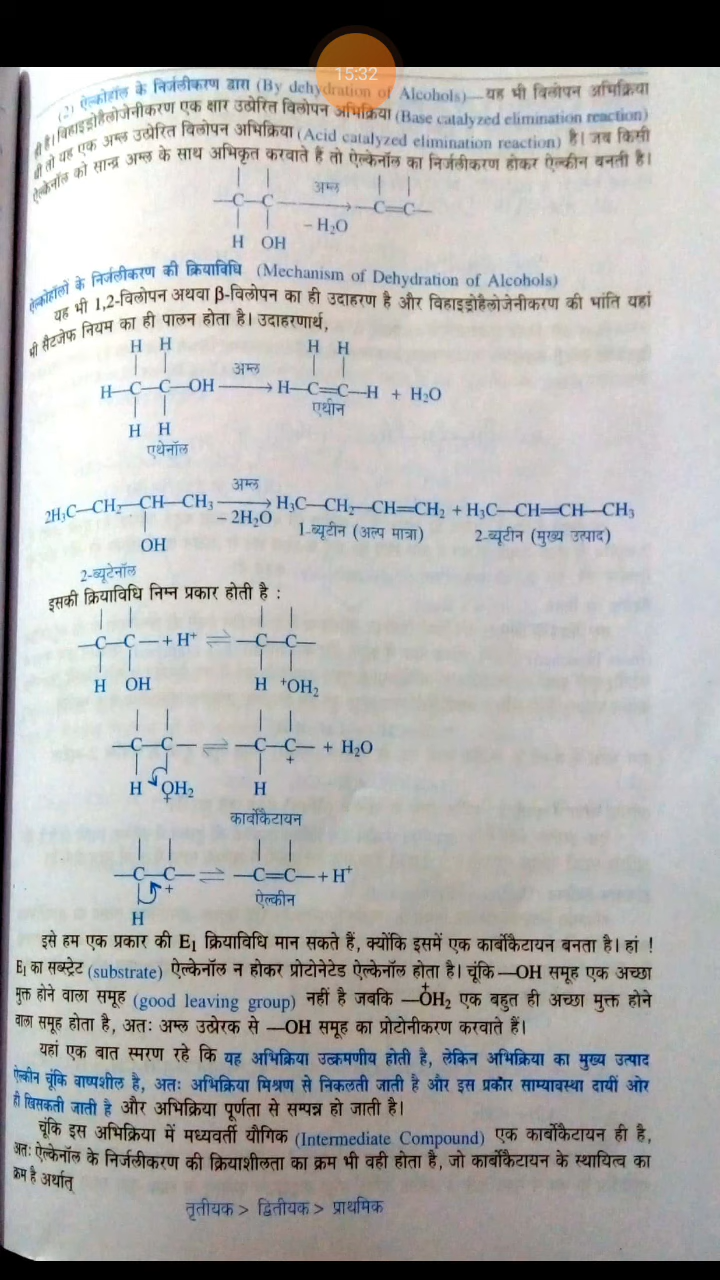 15:32
(2) ऐल्कोहॉल के निर्जलीकरण द्वारा (By dehydration of Alcohols)—यह भी विलोपन अभिक्रिया
ही है। विहाइड्रोहैलोजेनीकरण एक क्षार उत्प्रेरित विलोपन अभिक्रिया (Base catalyzed elimination reaction)
थी तो यह एक अम्ल उत्प्रेरित विलोपन अभिक्रिया (Acid catalyzed elimination reaction) है। जब किसी
ऐल्केनॉल को सान्द्र अम्ल के साथ अभिकृत करवाते हैं तो ऐल्केनॉल का निर्जलीकरण होकर ऐल्कीन बनती है।
अम्ल
—C—C— ⟶ —C=C—
– H₂O
H OH
ऐल्कोहॉलों के निर्जलीकरण की क्रियाविधि (Mechanism of Dehydration of Alcohols)
यह भी 1,2-विलोपन अथवा β-विलोपन का ही उदाहरण है और विहाइड्रोहैलोजेनीकरण की भांति यहां
भी सैटजेफ नियम का ही पालन होता है। उदाहरणार्थ,
H H H H
अम्ल
H—C—C—OH ⟶ H—C=C—H + H₂O
एथीन
H H
एथेनॉल
अम्ल
2H₃C—CH₂—CH—CH₃ ⟶ H₃C—CH₂—CH=CH₂ + H₃C—CH=CH—CH₃
– 2H₂O 1-ब्यूटीन (अल्प मात्रा) 2-ब्यूटीन (मुख्य उत्पाद)
OH
2-ब्यूटेनॉल
इसकी क्रियाविधि निम्न प्रकार होती है :
—C—C— + H⁺ ⇌ —C—C—
H OH H ⁺OH₂
—C—C— ⇌ —C—C— + H₂O
+
H OH₂ H
+
कार्बोकैटायन
—C—C— ⇌ —C=C— + H⁺
+
ऐल्कीन
H
इसे हम एक प्रकार की E₁ क्रियाविधि मान सकते हैं, क्योंकि इसमें एक कार्बोकैटायन बनता है। हां !
E₁ का सब्स्ट्रेट (substrate) ऐल्केनॉल न होकर प्रोटोनेटेड ऐल्केनॉल होता है। चूंकि —OH समूह एक अच्छा
मुक्त होने वाला समूह (good leaving group) नहीं है जबकि —O⁺H₂ एक बहुत ही अच्छा मुक्त होने
वाला समूह होता है, अतः अम्ल उत्प्रेरक से —OH समूह का प्रोटोनीकरण करवाते हैं।
यहां एक बात स्मरण रहे कि यह अभिक्रिया उत्क्रमणीय होती है, लेकिन अभिक्रिया का मुख्य उत्पाद
ऐल्कीन चूंकि वाष्पशील है, अतः अभिक्रिया मिश्रण से निकलती जाती है और इस प्रकार साम्यावस्था दायीं ओर
ही खिसकती जाती है और अभिक्रिया पूर्णता से सम्पन्न हो जाती है।
चूंकि इस अभिक्रिया में मध्यवर्ती यौगिक (Intermediate Compound) एक कार्बोकैटायन ही है,
अतः ऐल्केनॉल के निर्जलीकरण की क्रियाशीलता का क्रम भी वही होता है, जो कार्बोकैटायन के स्थायित्व का
क्रम है अर्थात्
तृतीयक > द्वितीयक > प्राथमिक